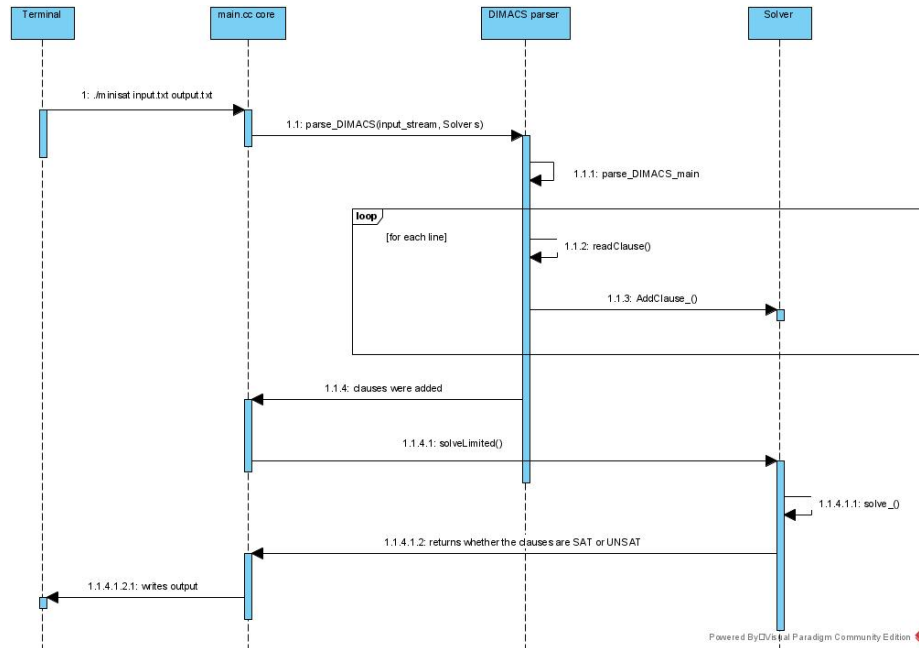 Terminal
main.cc core
DIMACS parser
Solver
1: ./minisat input.txt output.txt
1.1: parse_DIMACS(input_stream, Solver s)
1.1.1: parse_DIMACS_main
loop
[for each line]
1.1.2: readClause()
1.1.3: AddClause_()
1.1.4: clauses were added
1.1.4.1: solveLimited()
1.1.4.1.1: solve_()
1.1.4.1.2: returns whether the clauses are SAT or UNSAT
1.1.4.1.2.1: writes output
Powered By□Visual Paradigm Community Edition